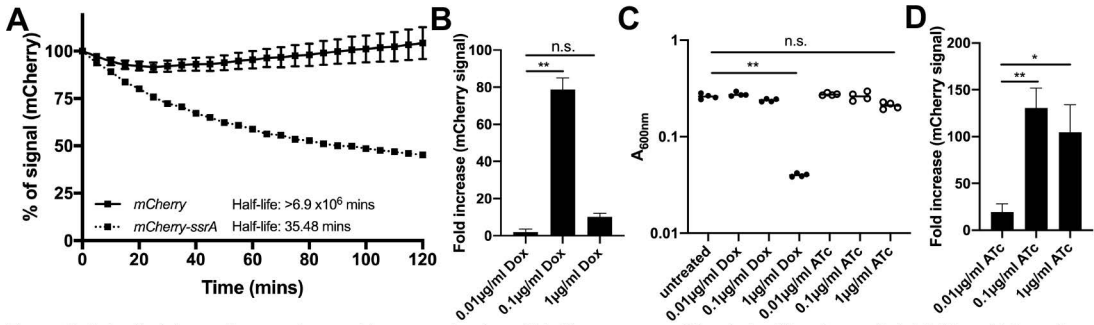 A
% of signal (mCherry)
100
75
50
25
0
mCherry Half-life: >6.9 x10⁶ mins
mCherry-ssrA Half-life: 35.48 mins
0 20 40 60 80 100 120
Time (mins)
B
Fold increase (mCherry signal)
100
80
60
40
20
0
n.s.
**
0.01µg/ml Dox
0.1µg/ml Dox
1µg/ml Dox
C
A600nm
1
0.1
0.01
n.s.
**
untreated
0.01µg/ml Dox
0.1µg/ml Dox
1µg/ml Dox
0.01µg/ml ATc
0.1µg/ml ATc
1µg/ml ATc
D
Fold increase (mCherry signal)
200
150
100
50
0
*
**
0.01µg/ml ATc
0.1µg/ml ATc
1µg/ml ATc